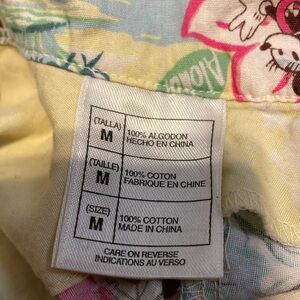 Aloha
(TALLA)
M
100% ALGODON
HECHO EN CHINA
(TAILLE)
M
100% COTON
FABRIQUE EN CHINE
(SIZE)
M
100% COTTON
MADE IN CHINA
CARE ON REVERSE
INDICATIONS AU VERSO